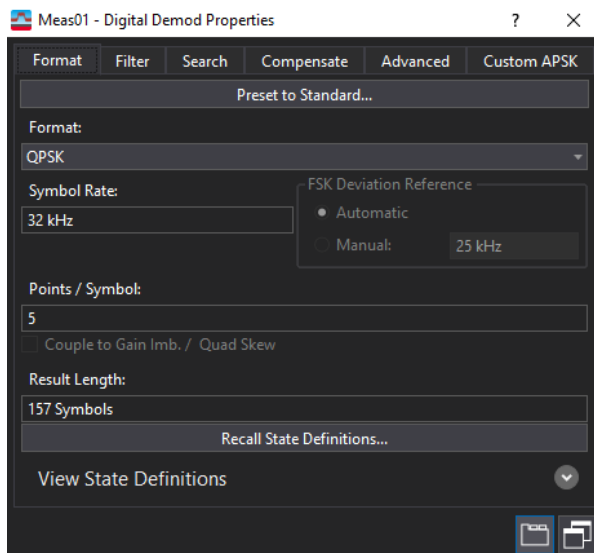 Meas01 - Digital Demod Properties ? ×
Format Filter Search Compensate Advanced Custom APSK
Preset to Standard...
Format:
QPSK
Symbol Rate:
32 kHz
FSK Deviation Reference
Automatic
Manual: 25 kHz
Points / Symbol:
5
Couple to Gain Imb. / Quad Skew
Result Length:
157 Symbols
Recall State Definitions...
View State Definitions